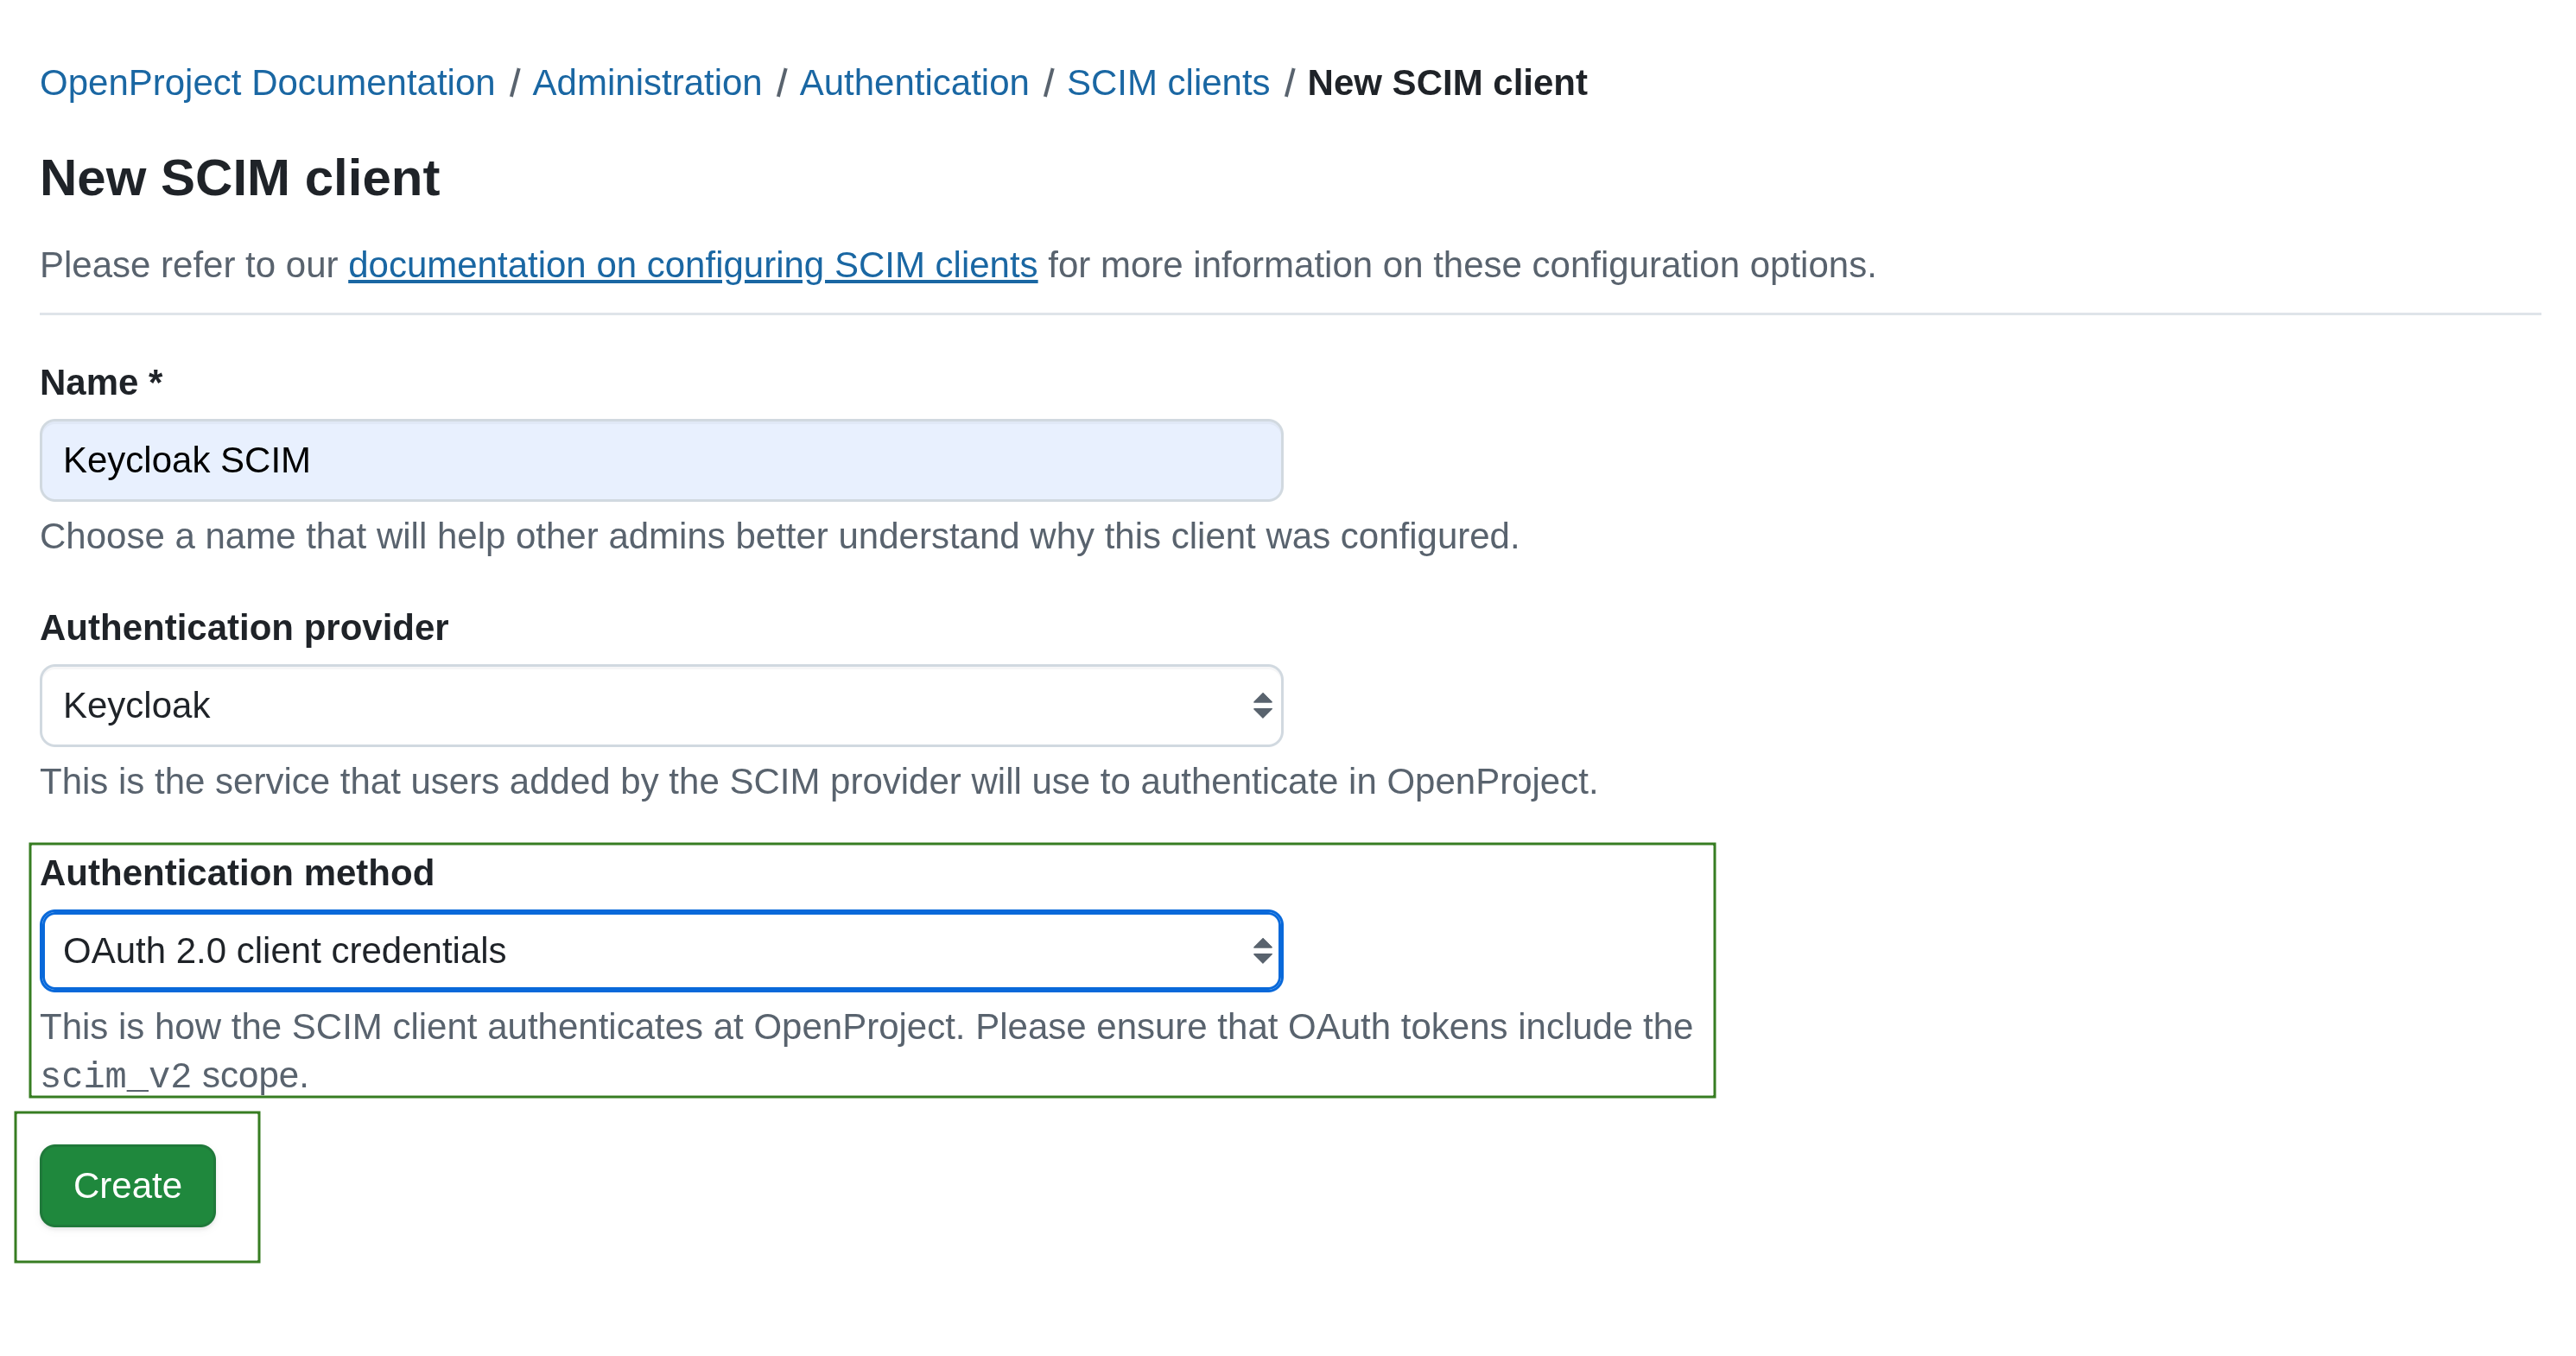 OpenProject Documentation / Administration / Authentication / SCIM clients / New SCIM client
New SCIM client
Please refer to our documentation on configuring SCIM clients for more information on these configuration options.
Name *
Keycloak SCIM
Choose a name that will help other admins better understand why this client was configured.
Authentication provider
Keycloak
This is the service that users added by the SCIM provider will use to authenticate in OpenProject.
Authentication method
OAuth 2.0 client credentials
This is how the SCIM client authenticates at OpenProject. Please ensure that OAuth tokens include the
scim_v2 scope.
Create